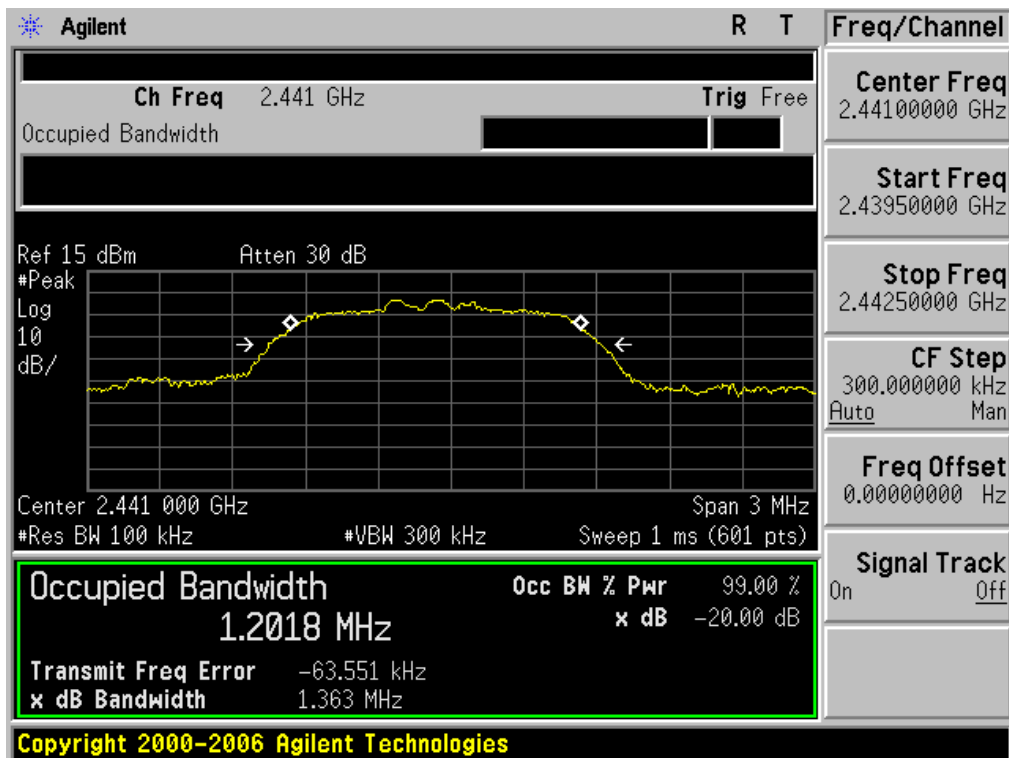 Agilent R T
Freq/Channel
Ch Freq 2.441 GHz Trig Free
Occupied Bandwidth
Center Freq
2.44100000 GHz
Start Freq
2.43950000 GHz
Stop Freq
2.44250000 GHz
CF Step
300.000000 kHz
Auto Man
Freq Offset
0.00000000 Hz
Signal Track
On Off
Ref 15 dBm Atten 30 dB
#Peak
Log
10
dB/
Center 2.441 000 GHz Span 3 MHz
#Res BW 100 kHz #VBW 300 kHz Sweep 1 ms (601 pts)
Occupied Bandwidth Occ BW % Pwr 99.00 %
1.2018 MHz x dB -20.00 dB
Transmit Freq Error -63.551 kHz
x dB Bandwidth 1.363 MHz
Copyright 2000-2006 Agilent Technologies